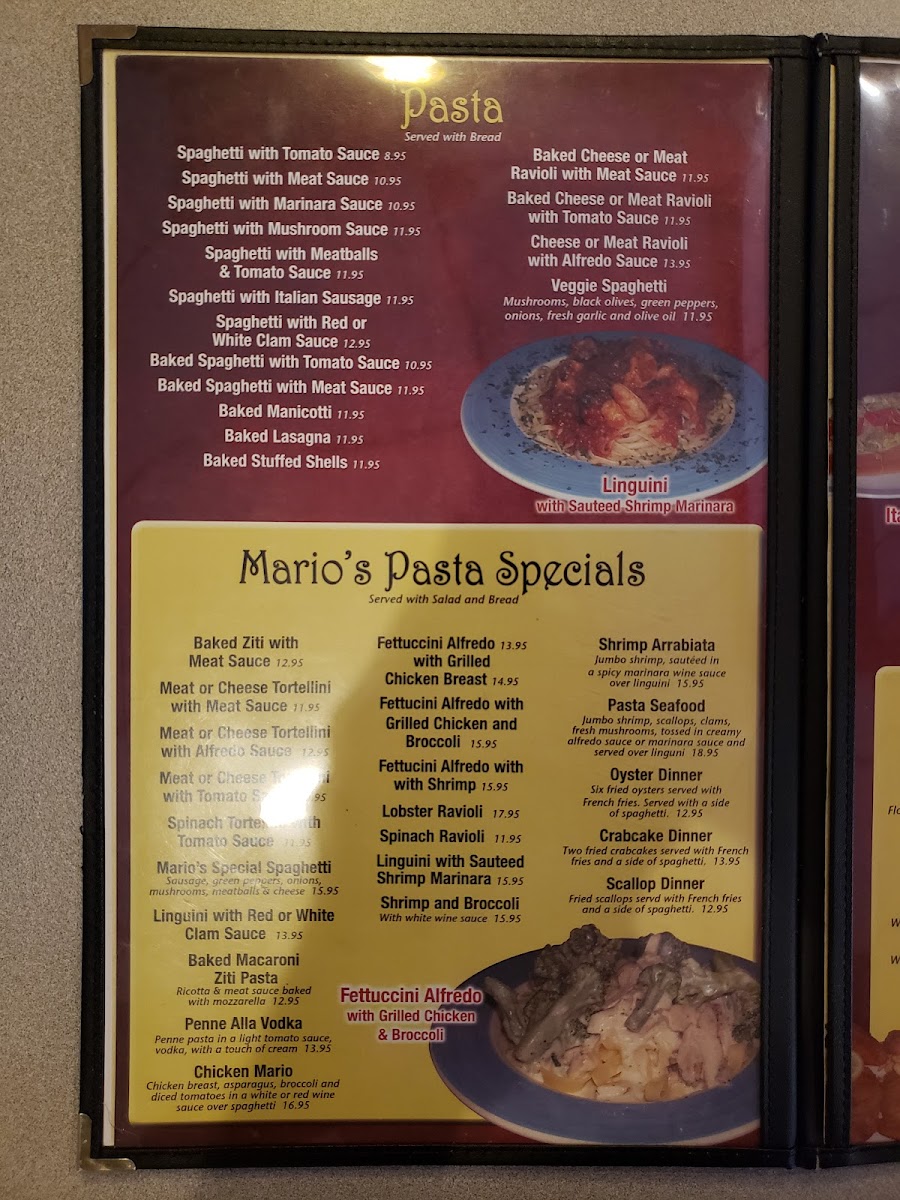 Pasta
Served with Bread
Spaghetti with Tomato Sauce 8.95
Spaghetti with Meat Sauce 10.95
Spaghetti with Marinara Sauce 10.95
Spaghetti with Mushroom Sauce 11.95
Spaghetti with Meatballs
& Tomato Sauce 11.95
Spaghetti with Italian Sausage 11.95
Spaghetti with Red or
White Clam Sauce 12.95
Baked Spaghetti with Tomato Sauce 10.95
Baked Spaghetti with Meat Sauce 11.95
Baked Manicotti 11.95
Baked Lasagna 11.95
Baked Stuffed Shells 11.95
Baked Cheese or Meat
Ravioli with Meat Sauce 11.95
Baked Cheese or Meat Ravioli
with Tomato Sauce 11.95
Cheese or Meat Ravioli
with Alfredo Sauce 13.95
Veggie Spaghetti
Mushrooms, black olives, green peppers,
onions, fresh garlic and olive oil 11.95
Linguini
with Sauteed Shrimp Marinara
Mario's Pasta Specials
Served with Salad and Bread
Baked Ziti with
Meat Sauce 12.95
Meat or Cheese Tortellini
with Meat Sauce 11.95
Meat or Cheese Tortellini
with Alfredo Sauce 12.95
Meat or Cheese Tortellini
with Tomato
Spinach Tortellini with
Tomato Sauce 11.95
Mario's Special Spaghetti
Sausage, green peppers, onions,
mushrooms, meatballs & cheese 15.95
Linguini with Red or White
Clam Sauce 13.95
Baked Macaroni
Ziti Pasta
Ricotta & meat sauce baked
with mozzarella 12.95
Penne Alla Vodka
Penne pasta in a light tomato sauce,
vodka, with a touch of cream 13.95
Chicken Mario
Chicken breast, asparagus, broccoli and
diced tomatoes in a white or red wine
sauce over spaghetti 16.95
Fettuccini Alfredo 13.95
with Grilled
Chicken Breast 14.95
Fettucini Alfredo with
Grilled Chicken and
Broccoli 15.95
Fettucini Alfredo with
with Shrimp 15.95
Lobster Ravioli 17.95
Spinach Ravioli 11.95
Linguini with Sauteed
Shrimp Marinara 15.95
Shrimp and Broccoli
With white wine sauce 15.95
Shrimp Arrabiata
Jumbo shrimp, sautéed in
a spicy marinara wine sauce
over linguini 15.95
Pasta Seafood
Jumbo shrimp, scallops, clams,
fresh mushrooms, tossed in creamy
alfredo sauce or marinara sauce and
served over linguni 18.95
Oyster Dinner
Six fried oysters served with
French fries. Served with a side
of spaghetti. 12.95
Crabcake Dinner
Two fried crabcakes served with French
fries and a side of spaghetti. 13.95
Scallop Dinner
Fried scallops servd with French fries
and a side of spaghetti. 12.95
Fettuccini Alfredo
with Grilled Chicken
& Broccoli